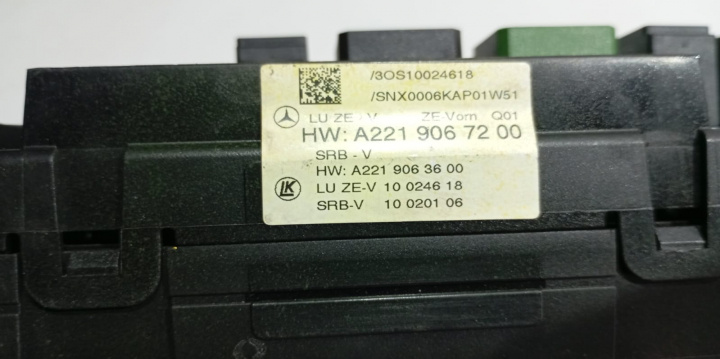 /3OS10024618
/SNX0006KAP01W51
LU ZE-V ZE-Vorn Q01
HW: A221 906 72 00
SRB - V
HW: A221 906 36 00
LK LU ZE-V 10 0246 18
SRB-V 10 0201 06